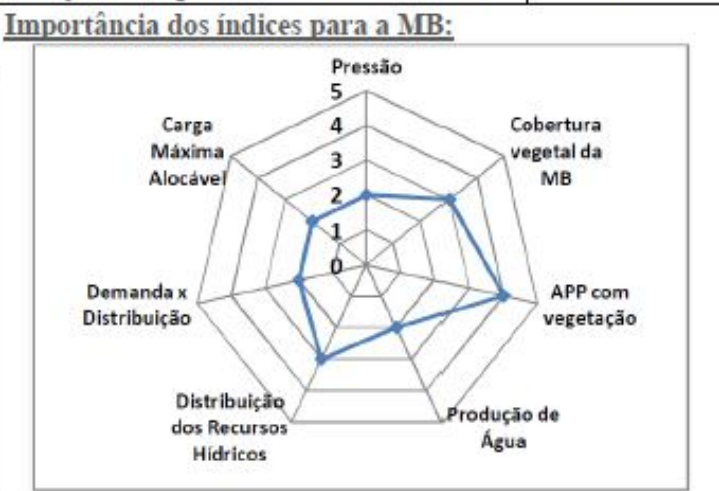 Importância dos índices para a MB:
Pressão
5
4
3
2
1
0
Cobertura
vegetal da
MB
APP com
vegetação
Produção de
Água
Distribuição
dos Recursos
Hídricos
Demanda x
Distribuição
Carga
Máxima
Alocável